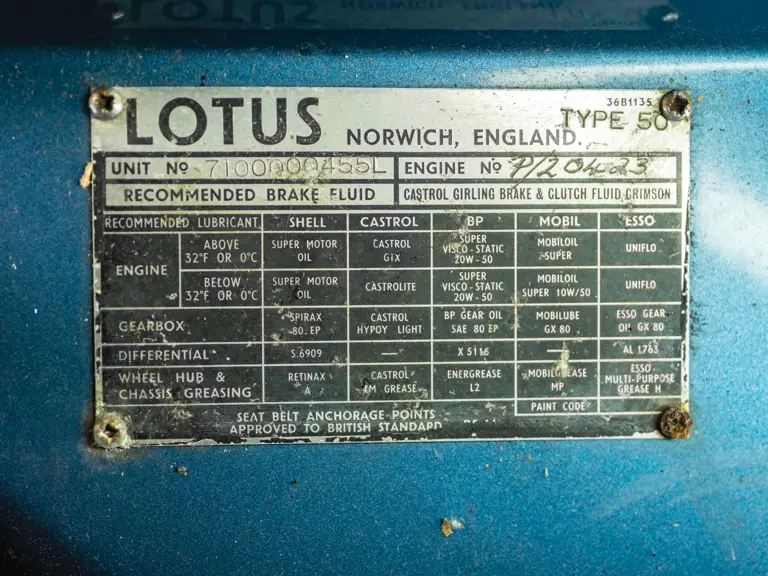 NORWICH, ENGLAND
36B1135
LOTUS NORWICH, ENGLAND. TYPE 50
UNIT Nº 7100000455L ENGINE Nº
RECOMMENDED BRAKE FLUID CASTROL GIRLING BRAKE & CLUTCH FLUID CRIMSON
RECOMMENDED LUBRICANT SHELL CASTROL BP MOBIL ESSO
ENGINE
ABOVE 32°F OR 0°C
SUPER MOTOR OIL
CASTROL GTX
SUPER VISCO-STATIC 20W-50
MOBILOIL SUPER
UNIFLO
BELOW 32°F OR 0°C
SUPER MOTOR OIL
CASTROLITE
SUPER VISCO-STATIC 20W-50
MOBILOIL SUPER 10W/50
UNIFLO
GEARBOX
SPIRAX 80. EP
CASTROL HYPOY LIGHT
BP GEAR OIL SAE 80 EP
MOBILUBE GX 80
ESSO GEAR OIL GX 80
DIFFERENTIAL S.6909 — X 5116 — AL 1763
WHEEL HUB & CHASSIS GREASING
RETINAX A
CASTROL LM GREASE
ENERGREASE L2
MOBILGREASE MP
ESSO MULTI-PURPOSE GREASE H
PAINT CODE
SEAT BELT ANCHORAGE POINTS
APPROVED TO BRITISH STANDARD